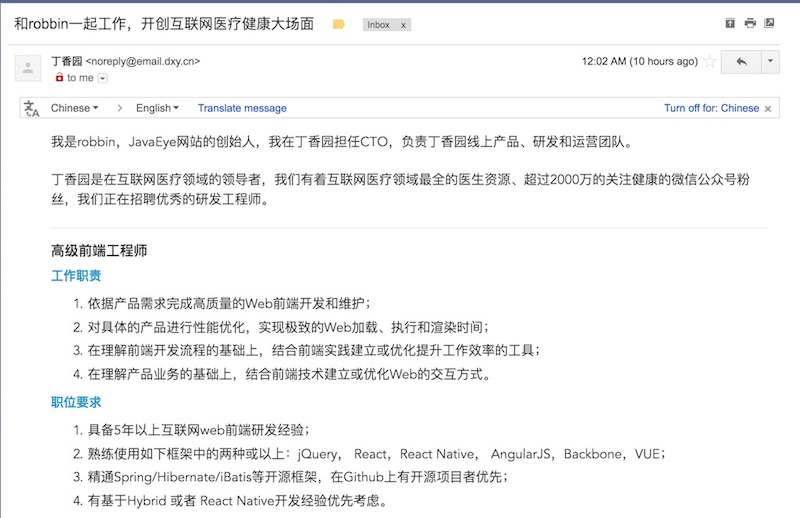 和robbin一起工作，开创互联网医疗健康大场面
Inbox x
丁香园 <noreply@email.dxy.cn>
12:02 AM (10 hours ago)
to me
Chinese > English Translate message
Turn off for: Chinese x
我是robbin，JavaEye网站的创始人，我在丁香园担任CTO，负责丁香园线上产品、研发和运营团队。
丁香园是在互联网医疗领域的领导者，我们有着互联网医疗领域最全的医生资源、超过2000万的关注健康的微信公众号粉
丝，我们正在招聘优秀的研发工程师。
高级前端工程师
工作职责
1. 依据产品需求完成高质量的Web前端开发和维护；
2. 对具体的产品进行性能优化，实现极致的Web加载、执行和渲染时间；
3. 在理解前端开发流程的基础上，结合前端实践建立或优化提升工作效率的工具；
4. 在理解产品业务的基础上，结合前端技术建立或优化Web的交互方式。
职位要求
1. 具备5年以上互联网web前端研发经验；
2. 熟练使用如下框架中的两种或以上：jQuery， React，React Native， AngularJS，Backbone，VUE；
3. 精通Spring/Hibernate/iBatis等开源框架，在Github上有开源项目者优先；
4. 有基于Hybrid 或者 React Native开发经验优先考虑。